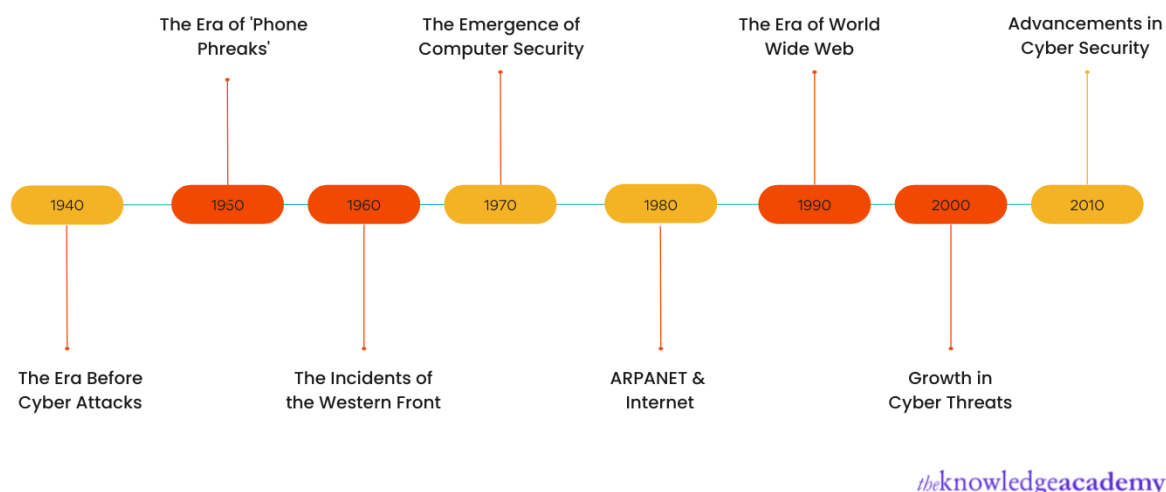 The Era of 'Phone
Phreaks'
The Emergence of
Computer Security
The Era of World
Wide Web
Advancements in
Cyber Security
1940
1950
1960
1970
1980
1990
2000
2010
The Era Before
Cyber Attacks
The Incidents of
the Western Front
ARPANET &
Internet
Growth in
Cyber Threats
theknowledgeacademy